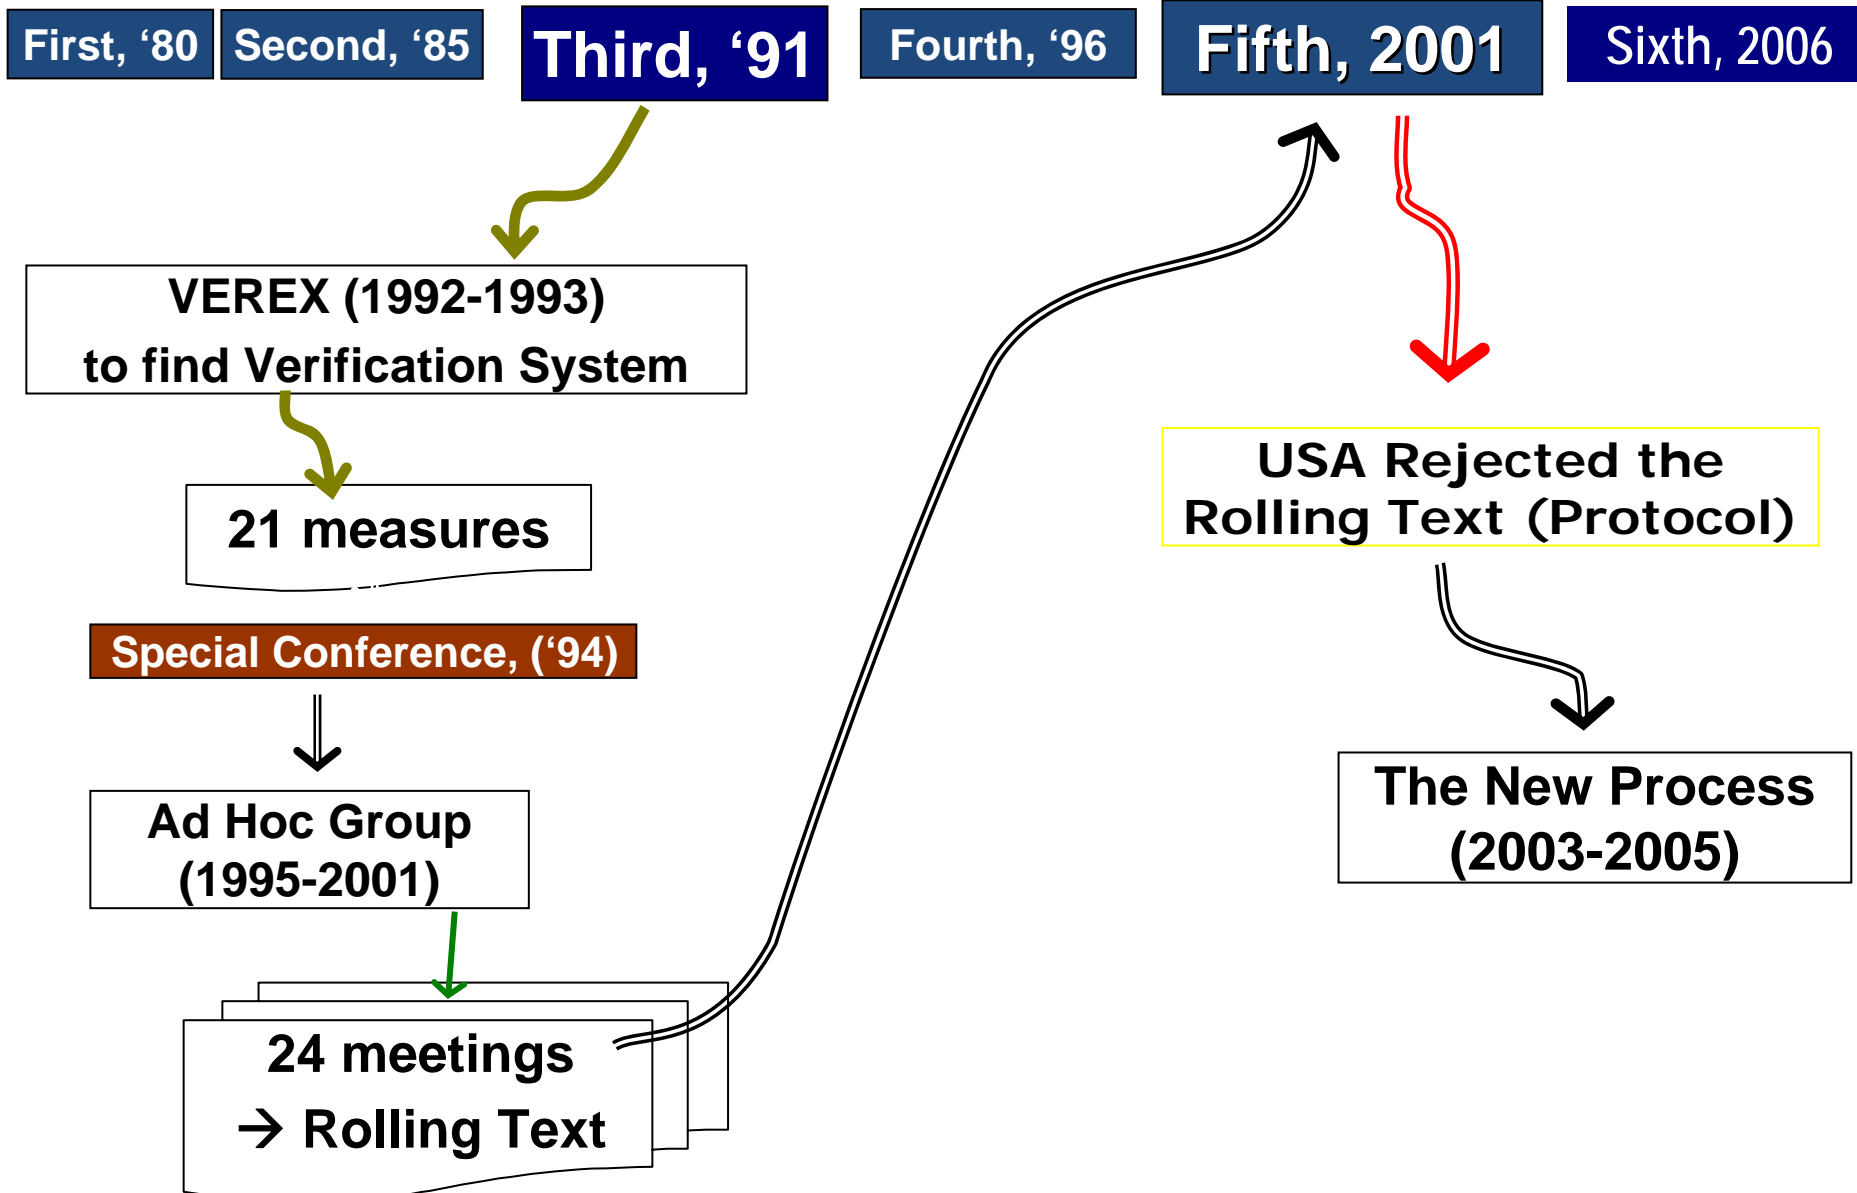 First, ‘80
Second, ‘85
Third, ‘91
Fourth, ‘96
Fifth, 2001
Sixth, 2006
VEREX (1992-1993)
to find Verification System
21 measures
Special Conference, (‘94)
Ad Hoc Group
(1995-2001)
24 meetings
→ Rolling Text
USA Rejected the
Rolling Text (Protocol)
The New Process
(2003-2005)